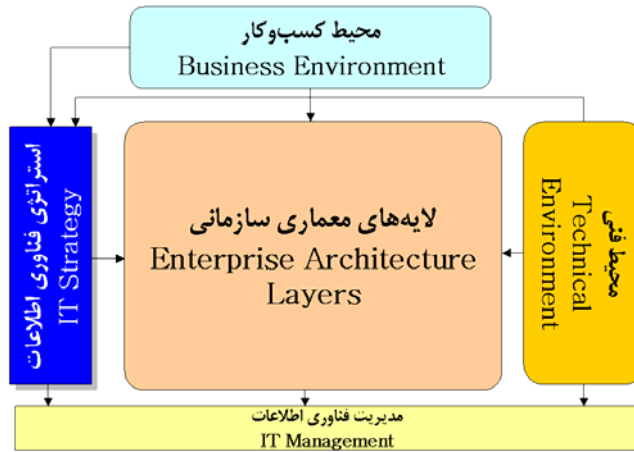 محیط کسب‌وکار
Business Environment
استراتژی فناوری اطلاعات
IT Strategy
لایه‌های معماری سازمانی
Enterprise Architecture
Layers
محیط فنی
Technical
Environment
مدیریت فناوری اطلاعات
IT Management